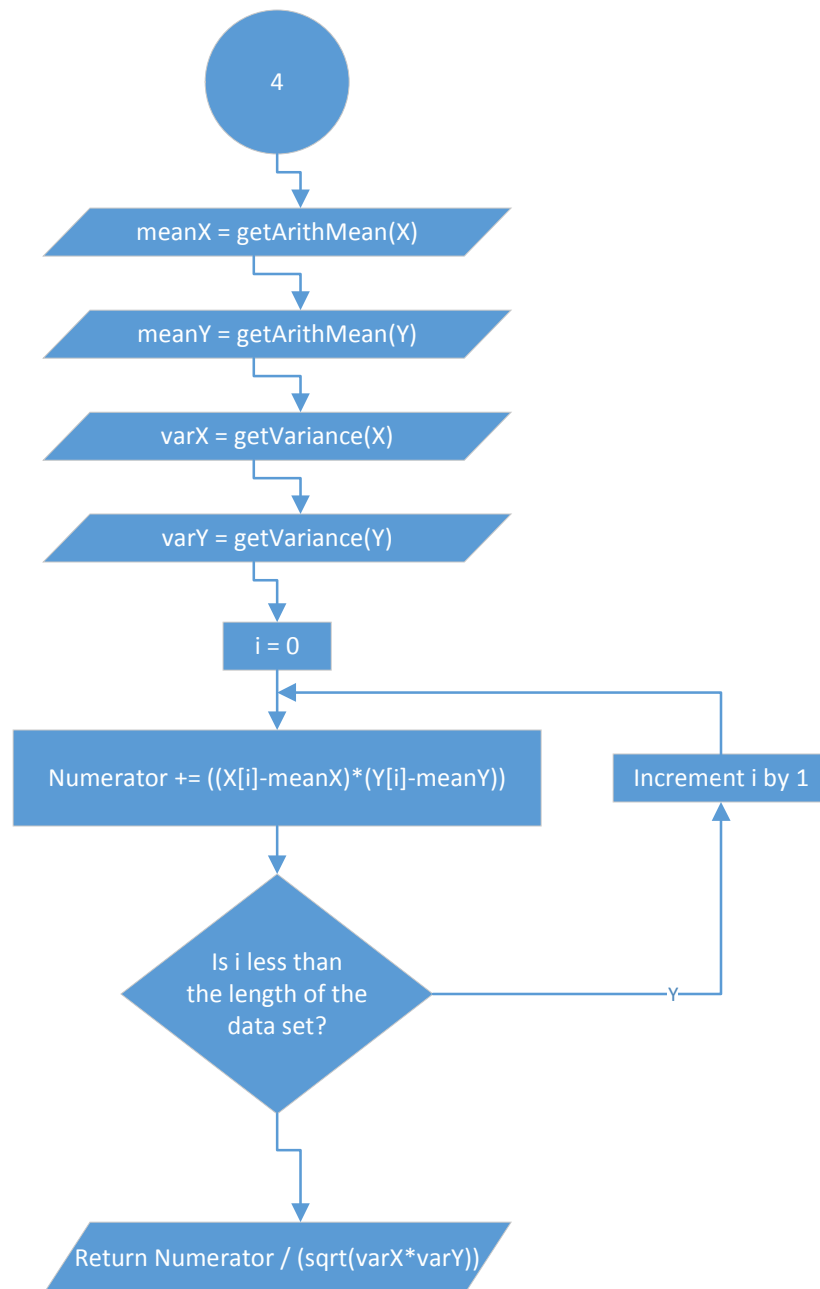 4
meanX = getArithMean(X)
meanY = getArithMean(Y)
varX = getVariance(X)
varY = getVariance(Y)
i = 0
Numerator += ((X[i]-meanX)*(Y[i]-meanY))
Increment i by 1
Is i less than
the length of the
data set?
Y
Return Numerator / (sqrt(varX*varY))